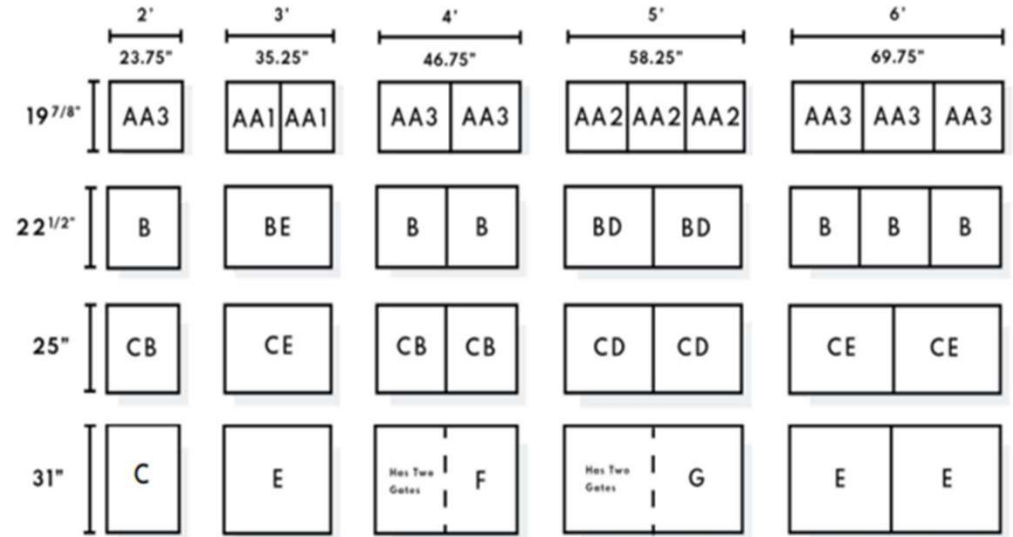 2' 3' 4' 5' 6'
23.75" 35.25" 46.75" 58.25" 69.75"
19 7/8" AA3 AA1 AA1 AA3 AA3 AA2 AA2 AA2 AA3 AA3 AA3
22 1/2" B BE B B BD BD B B B
25" CB CE CB CB CD CD CE CE
31" C E Has Two Gates F Has Two Gates G E E